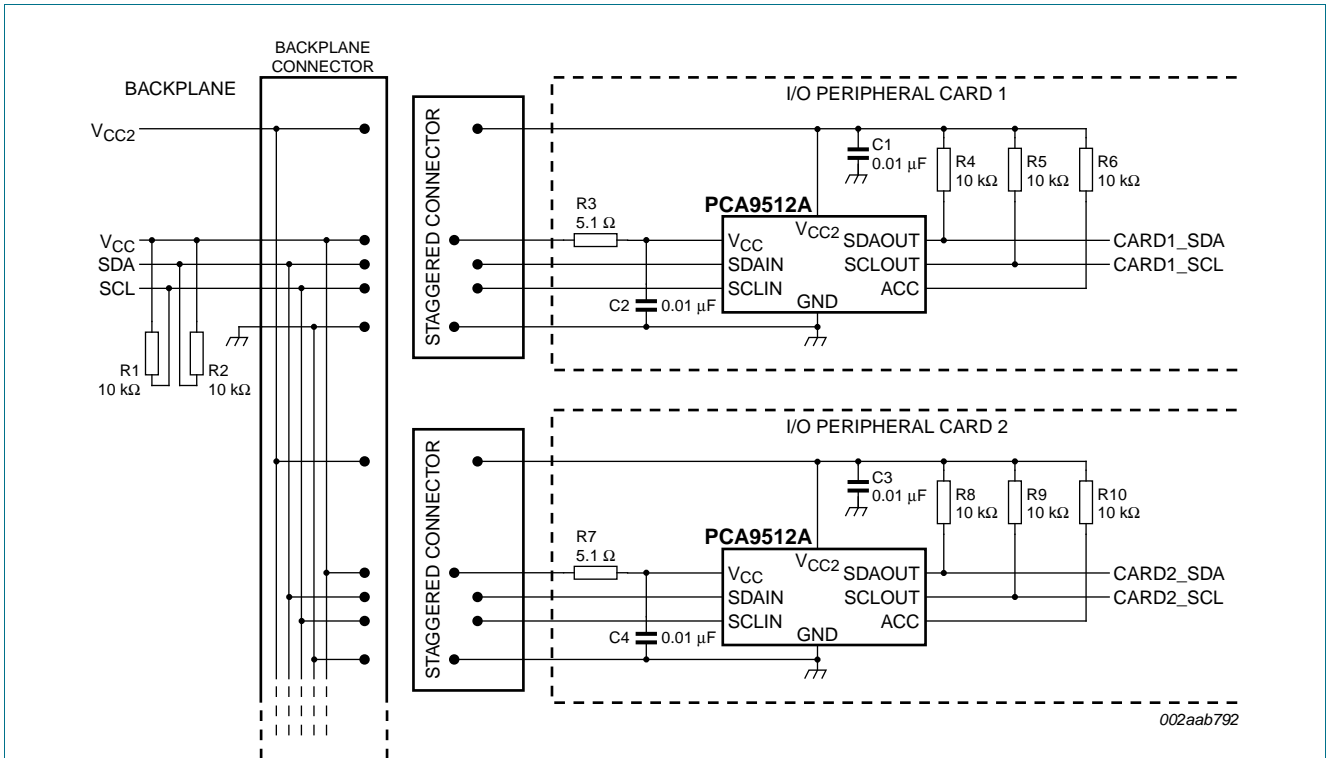 BACKPLANE
CONNECTOR
BACKPLANE
VCC2
VCC
SDA
SCL
R1
10 kΩ
R2
10 kΩ
STAGGERED CONNECTOR
I/O PERIPHERAL CARD 1
C1
0.01 μF
R4
10 kΩ
R5
10 kΩ
R6
10 kΩ
R3
5.1 Ω
PCA9512A
VCC
VCC2
SDAOUT
CARD1_SDA
SDAIN
SCLOUT
CARD1_SCL
SCLIN
ACC
GND
C2
0.01 μF
STAGGERED CONNECTOR
I/O PERIPHERAL CARD 2
C3
0.01 μF
R8
10 kΩ
R9
10 kΩ
R10
10 kΩ
R7
5.1 Ω
PCA9512A
VCC
VCC2
SDAOUT
CARD2_SDA
SDAIN
SCLOUT
CARD2_SCL
SCLIN
ACC
GND
C4
0.01 μF
002aab792